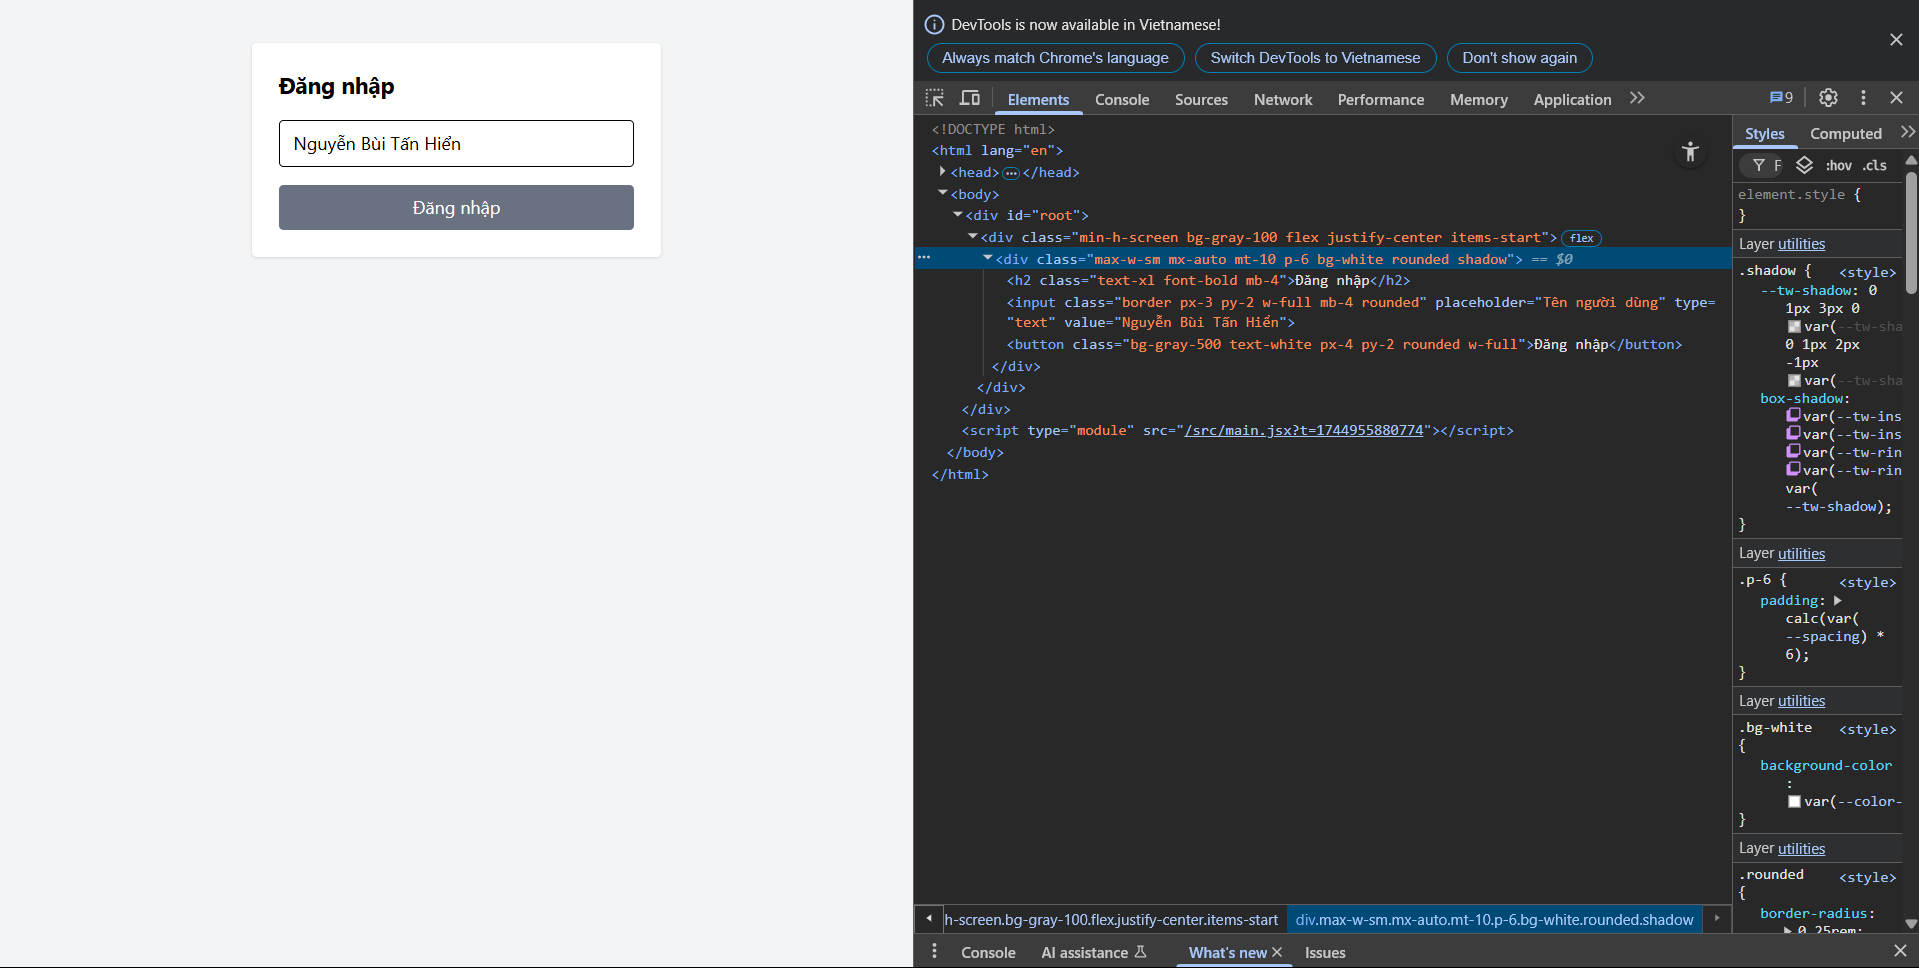 Đăng nhập
Nguyễn Bùi Tấn Hiển
Đăng nhập
DevTools is now available in Vietnamese!
Always match Chrome's language
Switch DevTools to Vietnamese
Don't show again
Elements
Console
Sources
Network
Performance
Memory
Application
9
<!DOCTYPE html>
<html lang="en">
<head>
</head>
<body>
<div id="root">
<div class="min-h-screen bg-gray-100 flex justify-center items-start">
flex
<div class="max-w-sm mx-auto mt-10 p-6 bg-white rounded shadow"> == $0
<h2 class="text-xl font-bold mb-4">Đăng nhập</h2>
<input class="border px-3 py-2 w-full mb-4 rounded" placeholder="Tên người dùng" type=
"text" value="Nguyễn Bùi Tấn Hiển">
<button class="bg-gray-500 text-white px-4 py-2 rounded w-full">Đăng nhập</button>
</div>
</div>
</div>
<script type="module" src="/src/main.jsx?t=1744955880774"></script>
</body>
</html>
Styles
Computed
F
:hov
.cls
element.style {
}
Layer utilities
.shadow {
<style>
--tw-shadow: 0
1px 3px 0
var(--tw-sha
0 1px 2px
-1px
var(--tw-sha
box-shadow:
var(--tw-ins
var(--tw-ins
var(--tw-rin
var(--tw-rin
var(
--tw-shadow);
}
Layer utilities
.p-6 {
<style>
padding:
calc(var(
--spacing) *
6);
}
Layer utilities
.bg-white
<style>
{
background-color
:
var(--color-
}
Layer utilities
.rounded
<style>
{
border-radius:
0.25rem;
h-screen.bg-gray-100.flex.justify-center.items-start
div.max-w-sm.mx-auto.mt-10.p-6.bg-white.rounded.shadow
Console
AI assistance
What's new
Issues